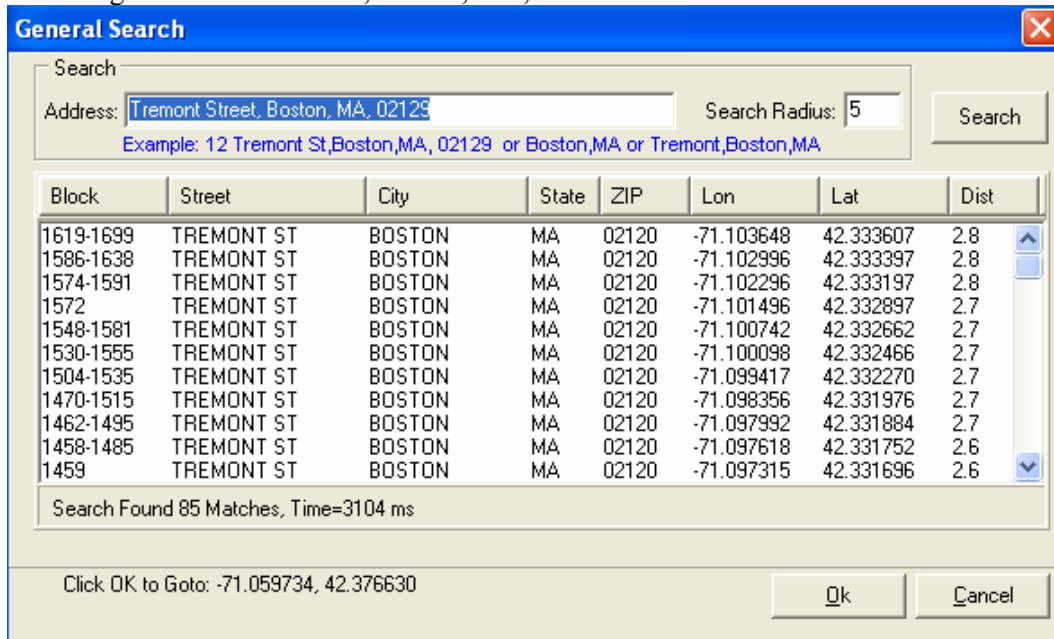 General Search
Search
Address: Tremont Street, Boston, MA, 02129 Search Radius: 5 Search
Example: 12 Tremont St,Boston,MA, 02129 or Boston,MA or Tremont,Boston,MA
Block Street City State ZIP Lon Lat Dist
1619-1699 TREMONT ST BOSTON MA 02120 -71.103648 42.333607 2.8
1586-1638 TREMONT ST BOSTON MA 02120 -71.102996 42.333397 2.8
1574-1591 TREMONT ST BOSTON MA 02120 -71.102296 42.333197 2.8
1572 TREMONT ST BOSTON MA 02120 -71.101496 42.332897 2.7
1548-1581 TREMONT ST BOSTON MA 02120 -71.100742 42.332662 2.7
1530-1555 TREMONT ST BOSTON MA 02120 -71.100098 42.332466 2.7
1504-1535 TREMONT ST BOSTON MA 02120 -71.099417 42.332270 2.7
1470-1515 TREMONT ST BOSTON MA 02120 -71.098356 42.331976 2.7
1462-1495 TREMONT ST BOSTON MA 02120 -71.097992 42.331884 2.7
1458-1485 TREMONT ST BOSTON MA 02120 -71.097618 42.331752 2.6
1459 TREMONT ST BOSTON MA 02120 -71.097315 42.331696 2.6
Search Found 85 Matches, Time=3104 ms
Click OK to Goto: -71.059734, 42.376630 Ok Cancel